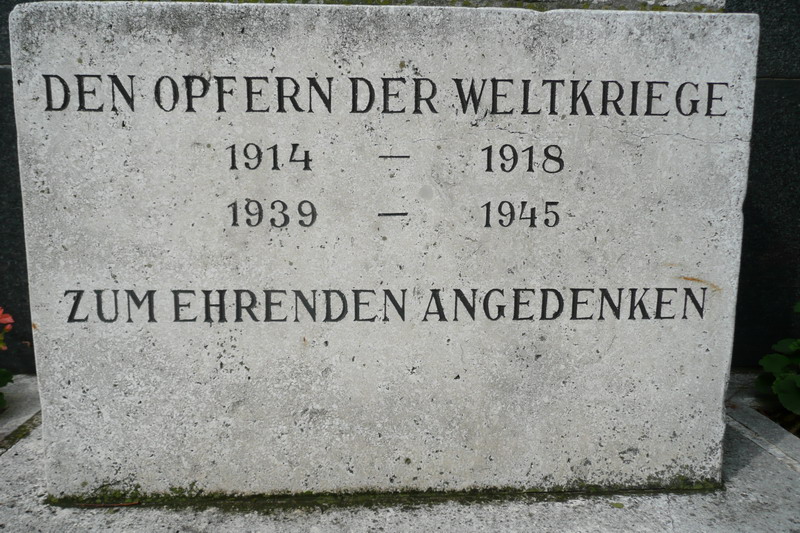 DEN OPFERN DER WELTKRIEGE
1914 — 1918
1939 — 1945
ZUM EHRENDEN ANGEDENKEN